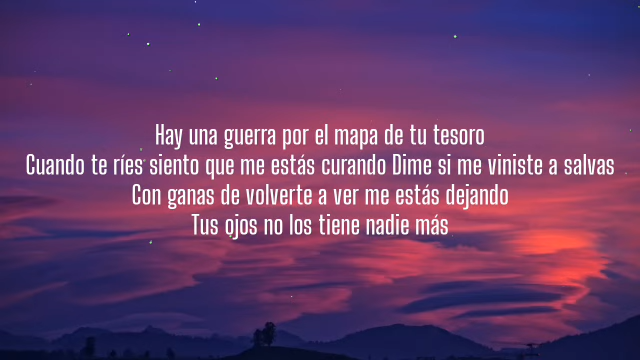 Hay una guerra por el mapa de tu tesoro
Cuando te ríes siento que me estás curando Dime si me viniste a salvas
Con ganas de volverte a ver me estás dejando
Tus ojos no los tiene nadie más